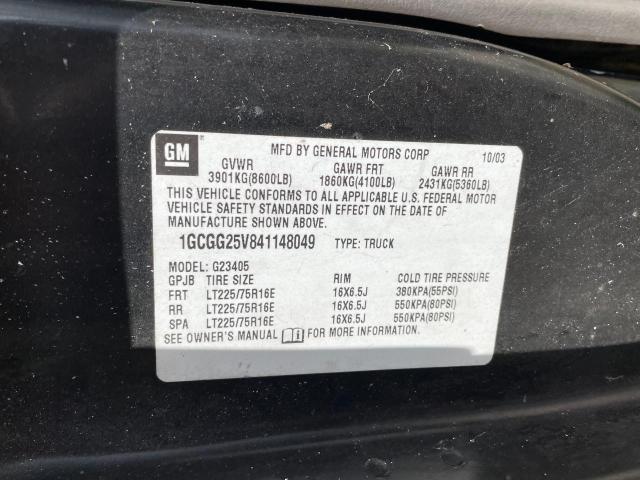 GM
MFD BY GENERAL MOTORS CORP 10/03
GVWR GAWR FRT GAWR RR
3901KG(8600LB) 1860KG(4100LB) 2431KG(5360LB)
THIS VEHICLE CONFORMS TO ALL APPLICABLE U.S. FEDERAL MOTOR
VEHICLE SAFETY STANDARDS IN EFFECT ON THE DATE OF
MANUFACTURE SHOWN ABOVE.
1GCGG25V841148049 TYPE: TRUCK
MODEL: G23405
GPJB TIRE SIZE RIM COLD TIRE PRESSURE
FRT LT225/75R16E 16X6.5J 380KPA(55PSI)
RR LT225/75R16E 16X6.5J 550KPA(80PSI)
SPA LT225/75R16E 16X6.5J 550KPA(80PSI)
SEE OWNER'S MANUAL FOR MORE INFORMATION.